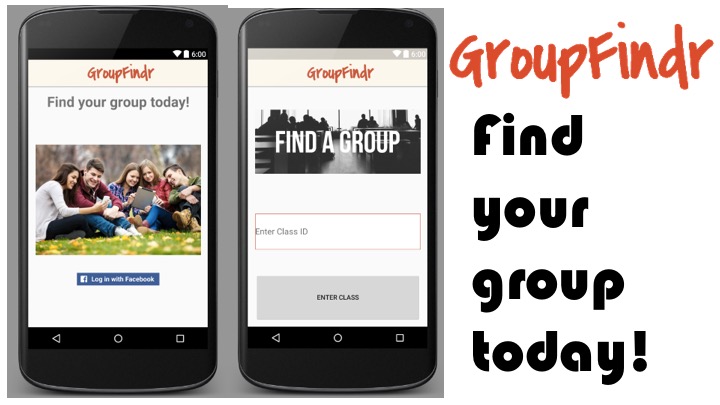 6:00
GroupFindr
Find your group today!
Log in with Facebook
6:00
GroupFindr
FIND A GROUP
Enter Class ID
ENTER CLASS
GroupFindr
Find
your
group
today!